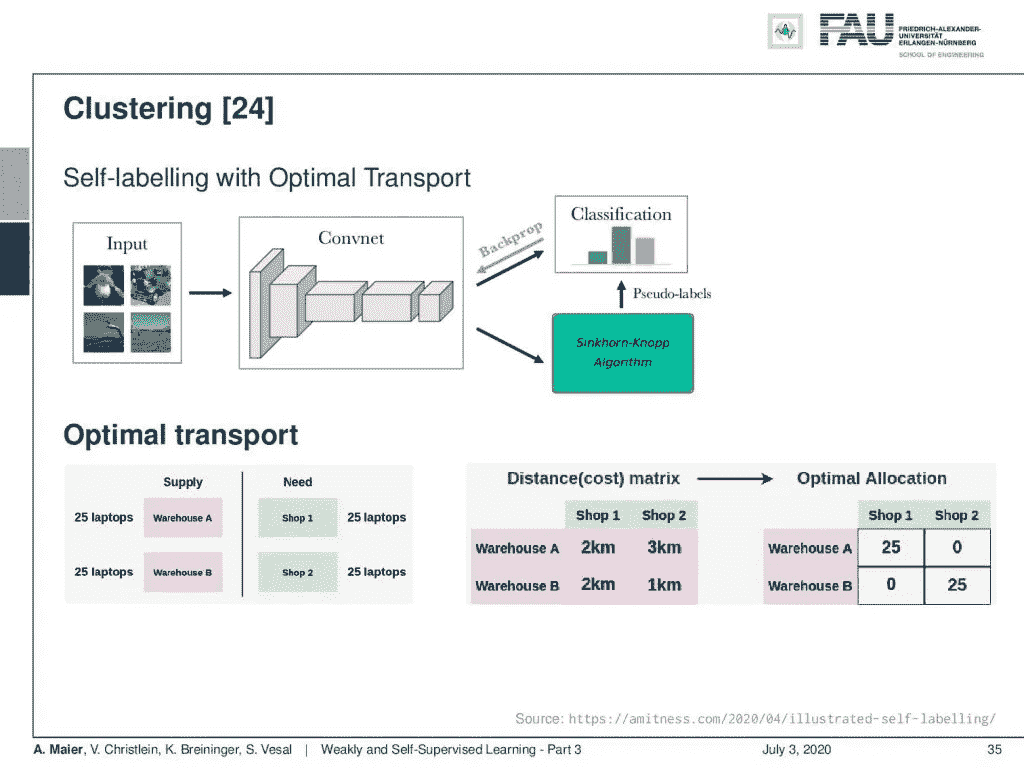 FAU
FRIEDRICH-ALEXANDER-
UNIVERSITÄT
ERLANGEN-NÜRNBERG
SCHOOL OF ENGINEERING
Clustering [24]
Self-labelling with Optimal Transport
Input
Convnet
Backprop
Classification
Pseudo-labels
Sinkhorn-Knopp
Algorithm
Optimal transport
Supply Need
25 laptops Warehouse A Shop 1 25 laptops
25 laptops Warehouse B Shop 2 25 laptops
Distance(cost) matrix
Shop 1 Shop 2
Warehouse A 2km 3km
Warehouse B 2km 1km
Optimal Allocation
Shop 1 Shop 2
Warehouse A 25 0
Warehouse B 0 25
Source: https://amitness.com/2020/04/illustrated-self-labelling/
A. Maier, V. Christlein, K. Breininger, S. Vesal | Weakly and Self-Supervised Learning - Part 3 July 3, 2020 35